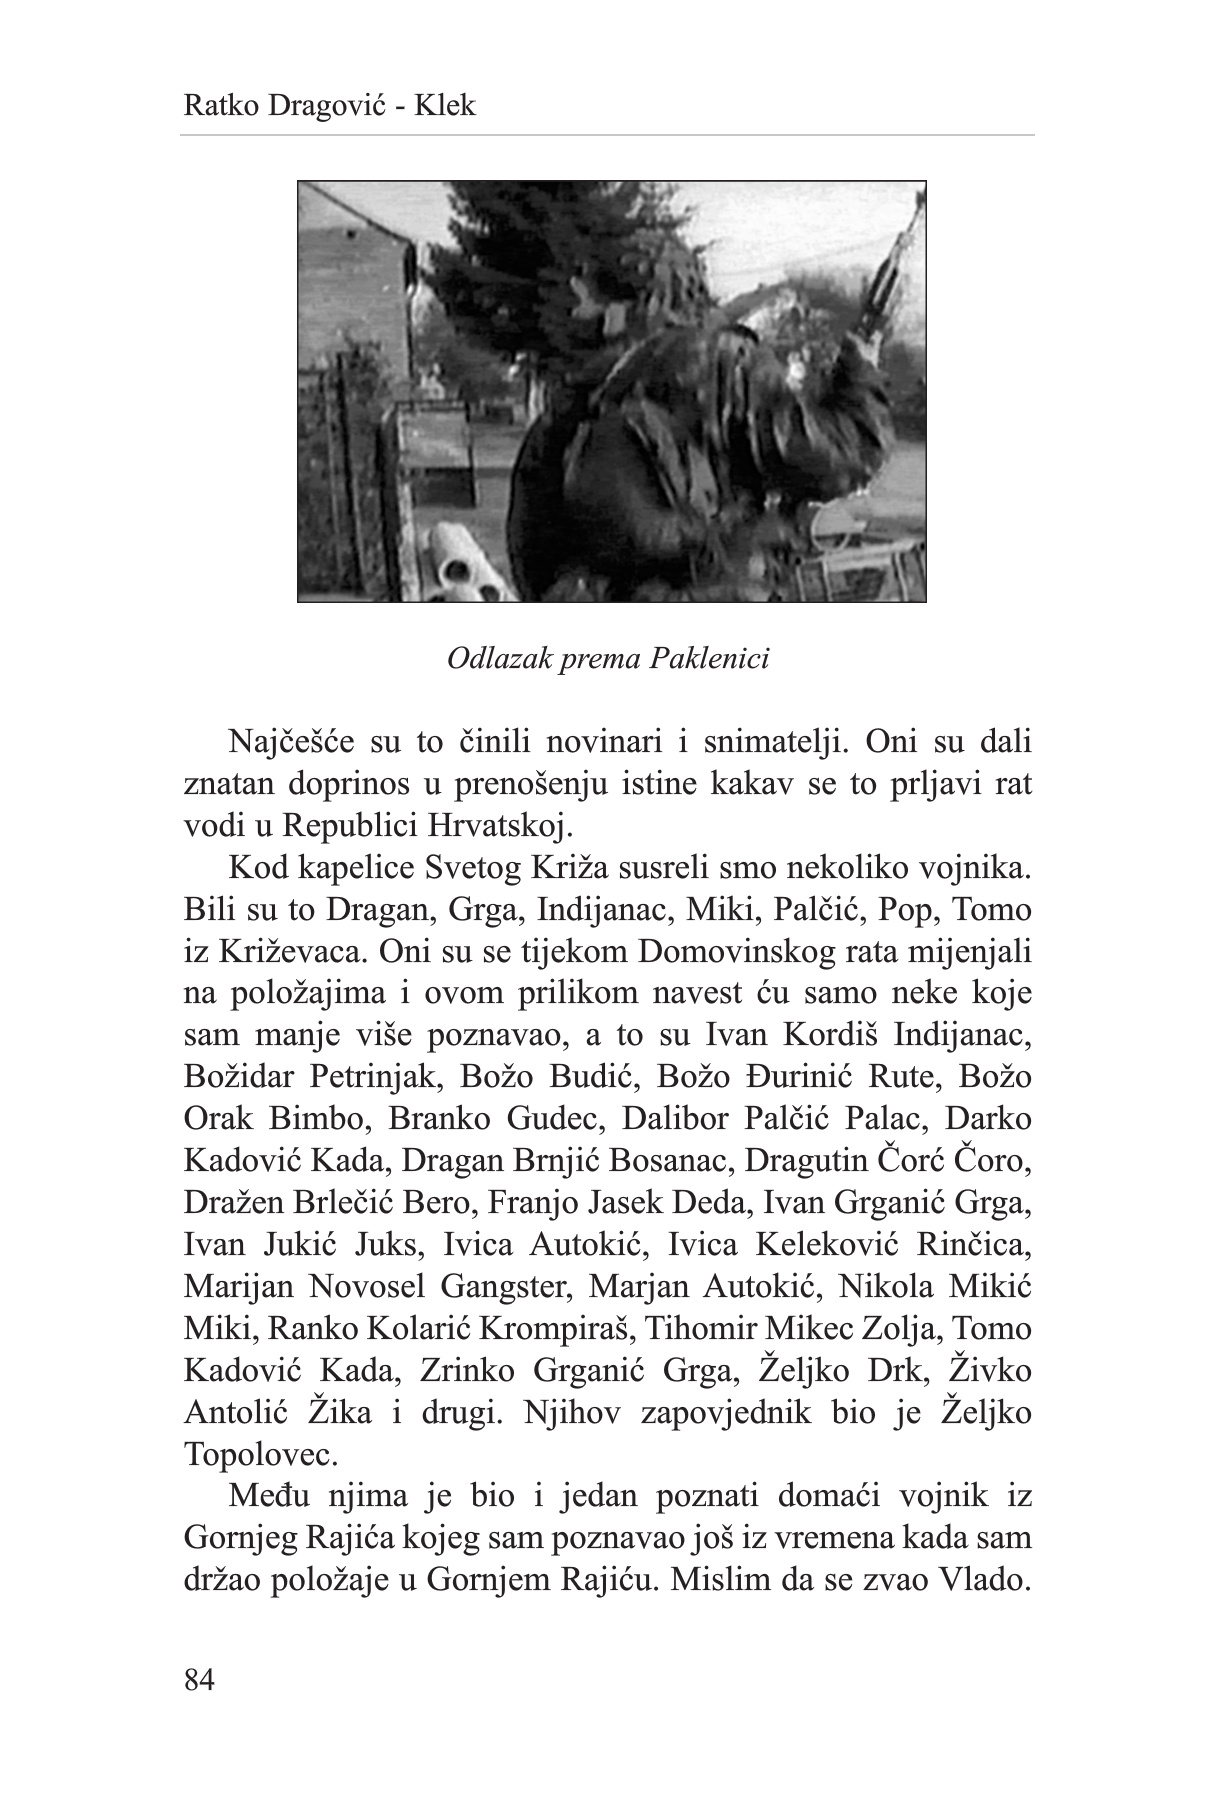 Ratko Dragović - Klek
Odlazak prema Paklenici
Najčešće su to činili novinari i snimatelji. Oni su dali
znatan doprinos u prenošenju istine kakav se to prljavi rat
vodi u Republici Hrvatskoj.
Kod kapelice Svetog Križa susreli smo nekoliko vojnika.
Bili su to Dragan, Grga, Indijanac, Miki, Palčić, Pop, Tomo
iz Križevaca. Oni su se tijekom Domovinskog rata mijenjali
na položajima i ovom prilikom navest ću samo neke koje
sam manje više poznavao, a to su Ivan Kordiš Indijanac,
Božidar Petrinjak, Božo Budić, Božo Đurinić Rute, Božo
Orak Bimbo, Branko Gudec, Dalibor Palčić Palac, Darko
Kadović Kada, Dragan Brnjić Bosanac, Dragutin Čorć Čoro,
Dražen Brlečić Bero, Franjo Jasek Deda, Ivan Grganić Grga,
Ivan Jukić Juks, Ivica Autokić, Ivica Keleković Rinčica,
Marijan Novosel Gangster, Marjan Autokić, Nikola Mikić
Miki, Ranko Kolarić Krompiraš, Tihomir Mikec Zolja, Tomo
Kadović Kada, Zrinko Grganić Grga, Željko Drk, Živko
Antolić Žika i drugi. Njihov zapovjednik bio je Željko
Topolovec.
Među njima je bio i jedan poznati domaći vojnik iz
Gornjeg Rajića kojeg sam poznavao još iz vremena kada sam
držao položaje u Gornjem Rajiću. Mislim da se zvao Vlado.
84